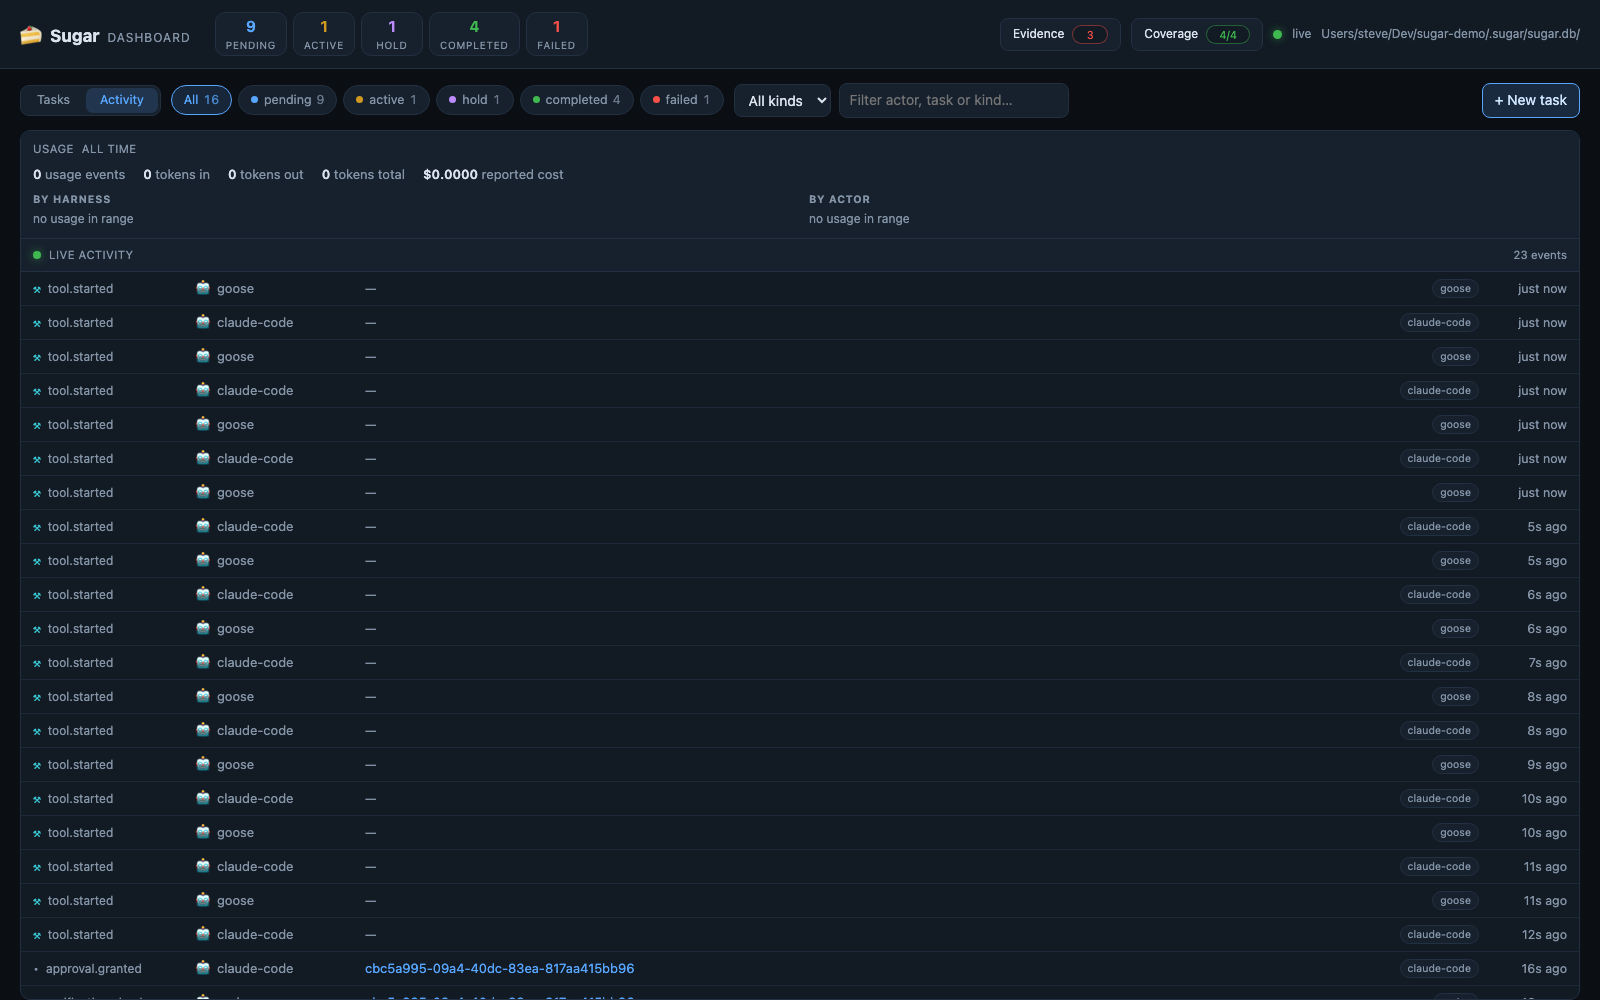 Sugar DASHBOARD
9 PENDING
1 ACTIVE
1 HOLD
4 COMPLETED
1 FAILED
Evidence 3
Coverage 4/4
live Users/steve/Dev/sugar-demo/.sugar/sugar.db/
Tasks Activity All 16 pending 9 active 1 hold 1 completed 4 failed 1 All kinds Filter actor, task or kind... + New task
USAGE ALL TIME
0 usage events 0 tokens in 0 tokens out 0 tokens total $0.0000 reported cost
BY HARNESS BY ACTOR
no usage in range no usage in range
LIVE ACTIVITY 23 events
tool.started goose — goose just now
tool.started claude-code — claude-code just now
tool.started goose — goose just now
tool.started claude-code — claude-code just now
tool.started goose — goose just now
tool.started claude-code — claude-code just now
tool.started goose — goose just now
tool.started claude-code — claude-code 5s ago
tool.started goose — goose 5s ago
tool.started claude-code — claude-code 6s ago
tool.started goose — goose 6s ago
tool.started claude-code — claude-code 7s ago
tool.started goose — goose 8s ago
tool.started claude-code — claude-code 8s ago
tool.started goose — goose 9s ago
tool.started claude-code — claude-code 10s ago
tool.started goose — goose 10s ago
tool.started claude-code — claude-code 11s ago
tool.started goose — goose 11s ago
tool.started claude-code — claude-code 12s ago
approval.granted claude-code cbc5a995-09a4-40dc-83ea-817aa415bb96 claude-code 16s ago